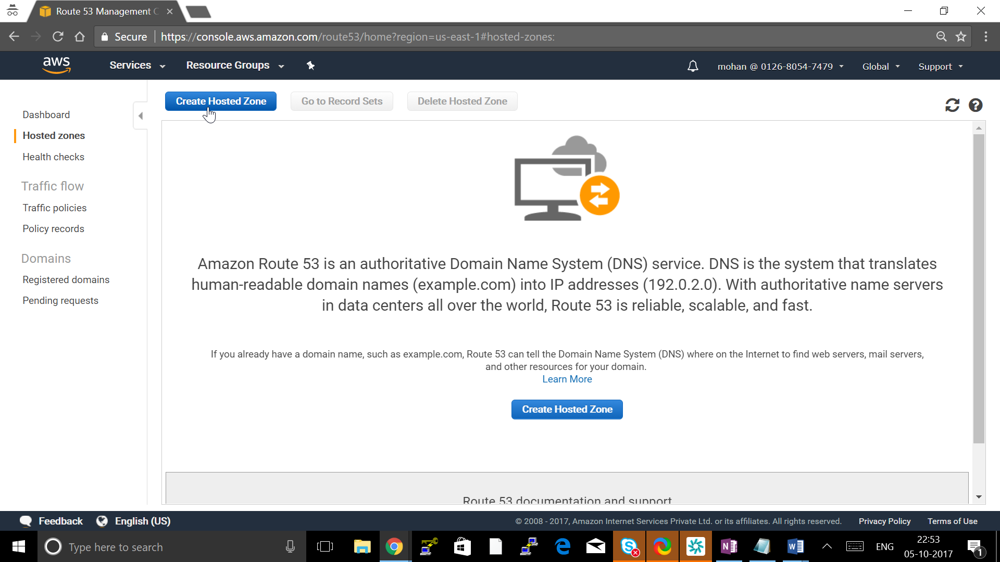 Route 53 Management C
Secure
https://console.aws.amazon.com/route53/home?region=us-east-1#hosted-zones:
aws
Services
Resource Groups
mohan @ 0126-8054-7479
Global
Support
Create Hosted Zone
Go to Record Sets
Delete Hosted Zone
Dashboard
Hosted zones
Health checks
Traffic flow
Traffic policies
Policy records
Domains
Registered domains
Pending requests
Amazon Route 53 is an authoritative Domain Name System (DNS) service. DNS is the system that translates
human-readable domain names (example.com) into IP addresses (192.0.2.0). With authoritative name servers
in data centers all over the world, Route 53 is reliable, scalable, and fast.
If you already have a domain name, such as example.com, Route 53 can tell the Domain Name System (DNS) where on the Internet to find web servers, mail servers,
and other resources for your domain.
Learn More
Create Hosted Zone
Route 53 documentation and support
Feedback
English (US)
© 2008 - 2017, Amazon Internet Services Private Ltd. or its affiliates. All rights reserved.
Privacy Policy
Terms of Use
Type here to search
ENG
22:53
05-10-2017
1